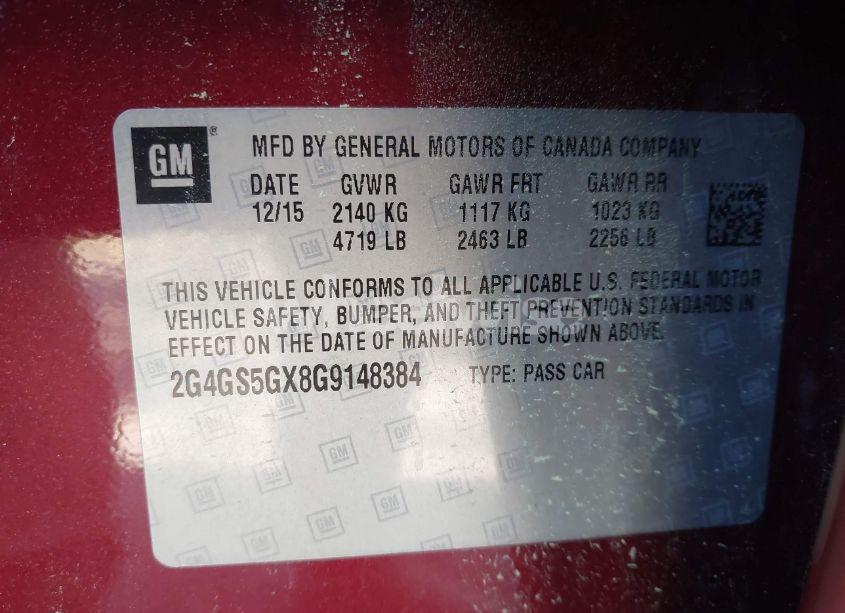 GM ® MFD BY GENERAL MOTORS OF CANADA COMPANY
DATE GVWR GAWR FRT GAWR RR
12/15 2140 KG 1117 KG 1023 KG
4719 LB 2463 LB 2256 LB
THIS VEHICLE CONFORMS TO ALL APPLICABLE U.S. FEDERAL MOTOR
VEHICLE SAFETY, BUMPER, AND THEFT PREVENTION STANDARDS IN
EFFECT ON THE DATE OF MANUFACTURE SHOWN ABOVE.
2G4GS5GX8G9148384 TYPE: PASS CAR